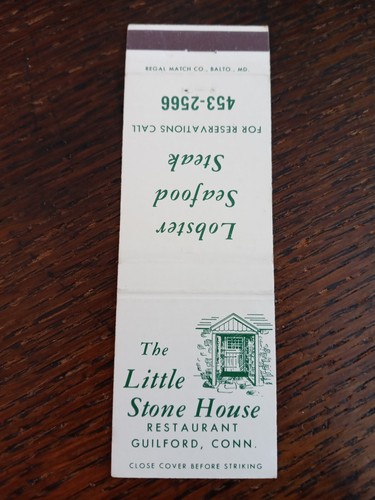 REGAL MATCH CO., BALTO., MD.
Lobster
Seafood
Steak
FOR RESERVATIONS CALL
453-2566
The
Little
Stone House
RESTAURANT
GUILFORD, CONN.
CLOSE COVER BEFORE STRIKING